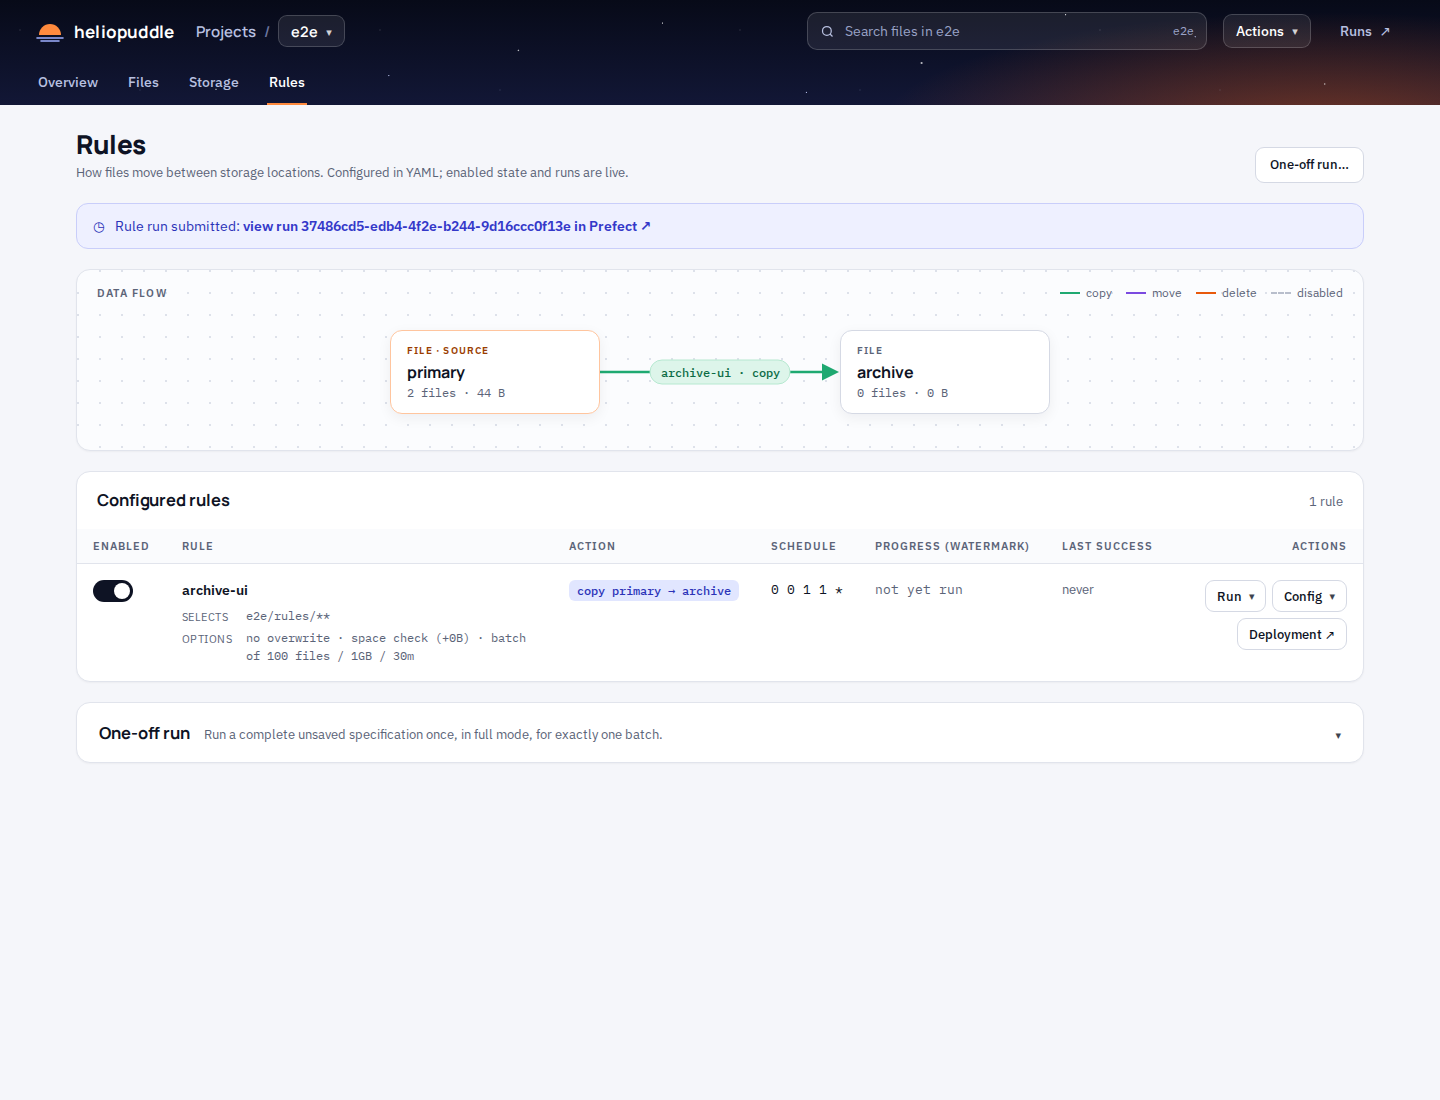 heliopuddle Projects / e2e ▾ Search files in e2e e2e Actions ▾ Runs ↗
Overview Files Storage Rules
Rules
How files move between storage locations. Configured in YAML; enabled state and runs are live.
One-off run...
Rule run submitted: view run 37486cd5-edb4-4f2e-b244-9d16ccc0f13e in Prefect ↗
DATA FLOW copy move delete disabled
FILE · SOURCE
primary
2 files · 44 B
archive-ui · copy
FILE
archive
0 files · 0 B
Configured rules 1 rule
ENABLED RULE ACTION SCHEDULE PROGRESS (WATERMARK) LAST SUCCESS ACTIONS
archive-ui copy primary → archive 0 0 1 1 * not yet run never Run ▾ Config ▾
SELECTS e2e/rules/**
OPTIONS no overwrite · space check (+0B) · batch
of 100 files / 1GB / 30m
Deployment ↗
One-off run Run a complete unsaved specification once, in full mode, for exactly one batch. ▾